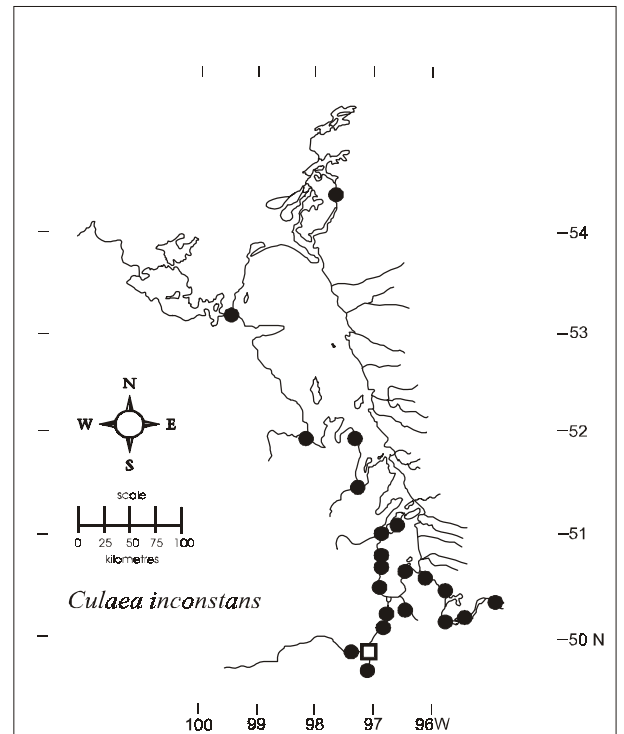 54
53
N
W E
S
52
scale
0 25 50 75 100
kilometres
51
Culaea inconstans
50 N
100 99 98 97 96W